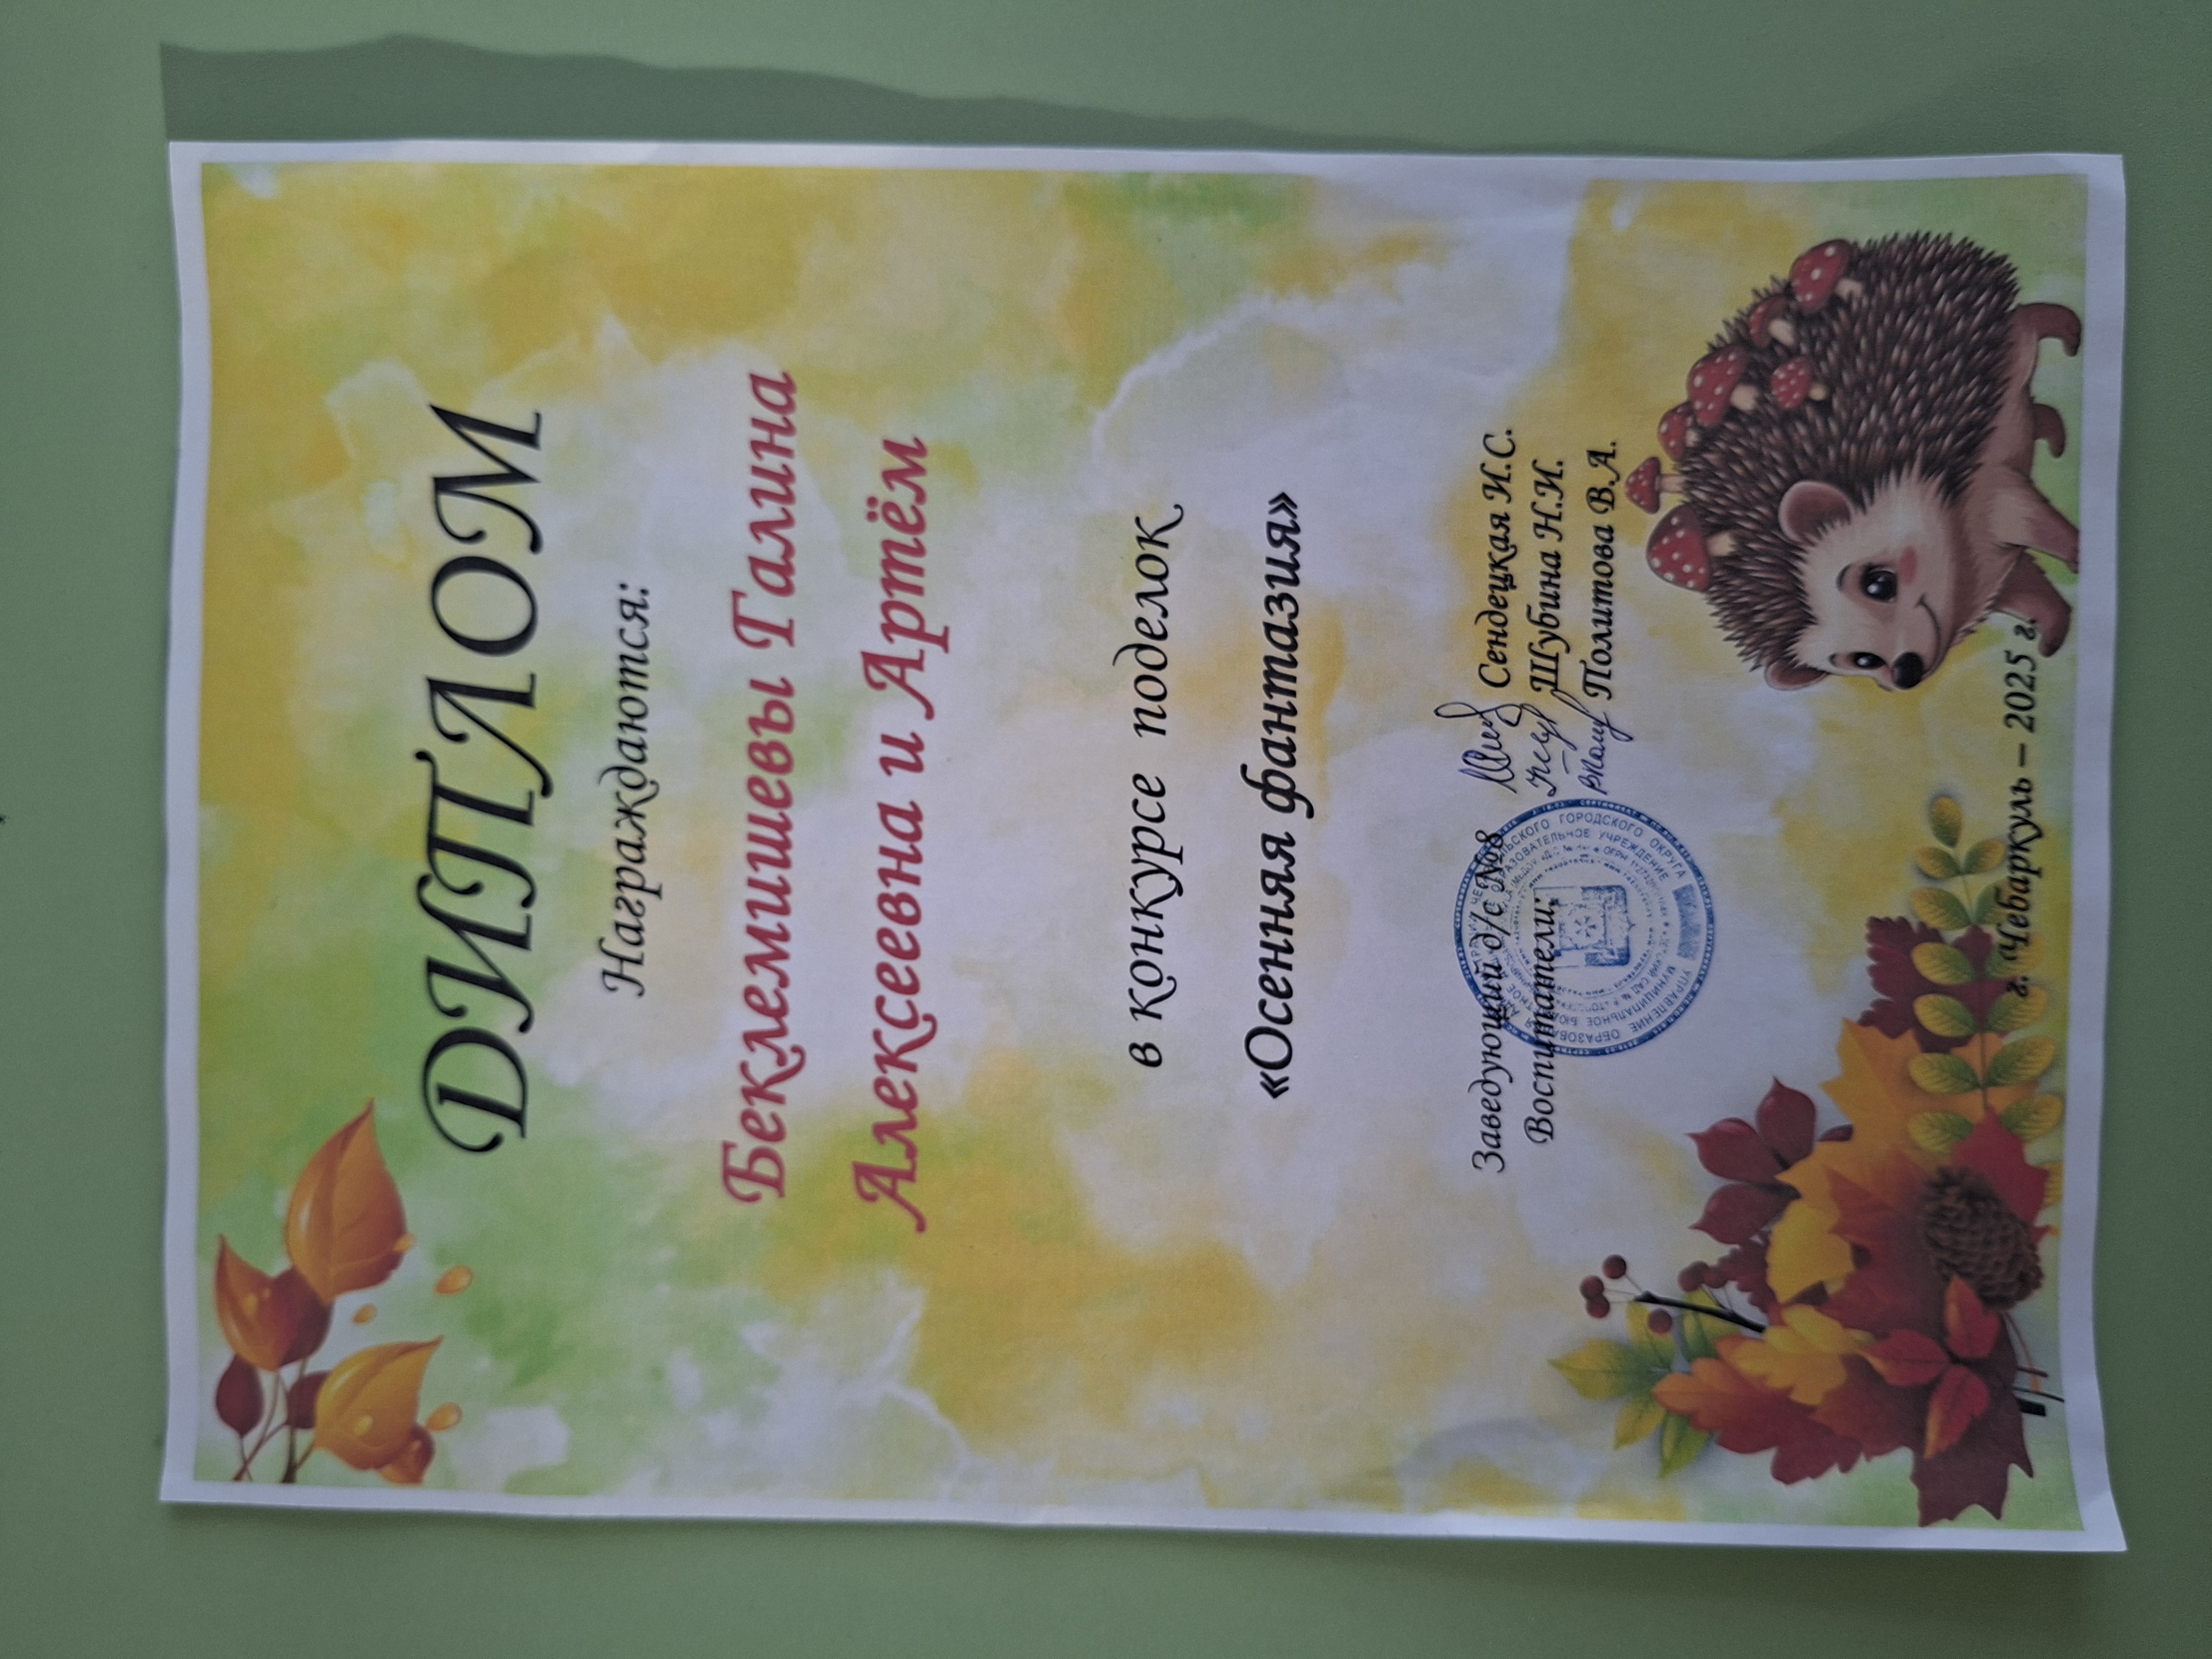 ДИПЛОМ
Награждаются:
Беклемишевы Галина
Алексеевна и Артём
в конкурсе поделок
«Осенняя фантазия»
Заведующий д/с №8 Сендецкая И.С.
Воспитатели: Шубина Н.И.
Политова В.А.
г. Чебаркуль – 2025 г.